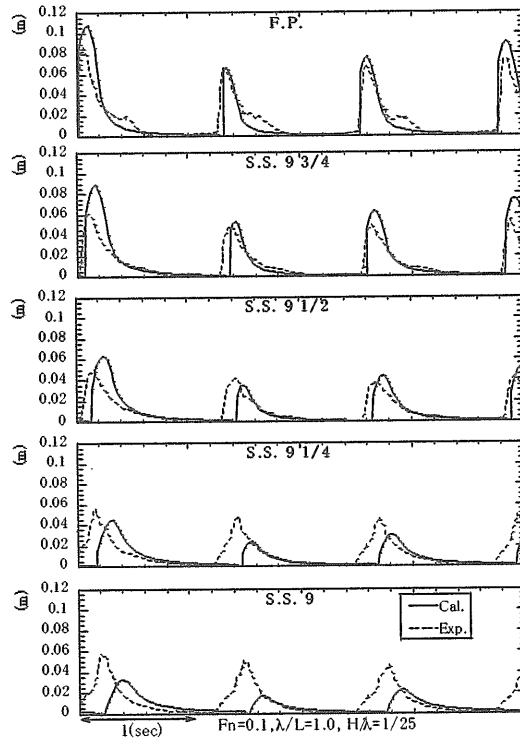 F.P.
(m)
0.12
0.1
0.08
0.06
0.04
0.02
0
S.S. 9 3/4
(m)
0.12
0.1
0.08
0.06
0.04
0.02
0
S.S. 9 1/2
(m)
0.12
0.1
0.08
0.06
0.04
0.02
0
S.S. 9 1/4
(m)
0.12
0.1
0.08
0.06
0.04
0.02
0
S.S. 9
(m)
0.12
0.1
0.08
0.06
0.04
0.02
0
Cal.
Exp.
1(sec)
Fn=0.1,λ/L=1.0, H/λ=1/25